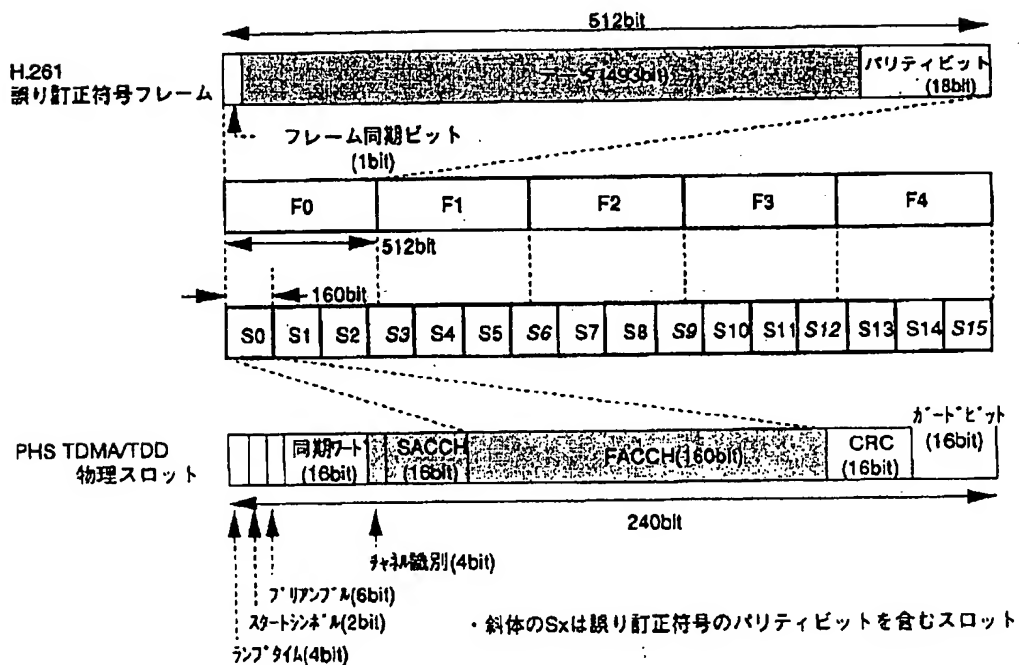 512bit
H.261
誤り訂正符号フレーム
データ(493bit)
パリティビット
(18bit)
フレーム同期ビット
(1bit)
F0 F1 F2 F3 F4
512bit
160bit
S0 S1 S2 S3 S4 S5 S6 S7 S8 S9 S10 S11 S12 S13 S14 S15
PHS TDMA/TDD
物理スロット
同期ワード
(16bit)
SACCH
(16bit)
FACCH(160bit)
CRC
(16bit)
ガードビット
(16bit)
240bit
チャネル識別(4bit)
プリアンブル(6bit)
スタートシンボル(2bit)
ランプタイム(4bit)
・斜体のSxは誤り訂正符号のパリティビットを含むスロット